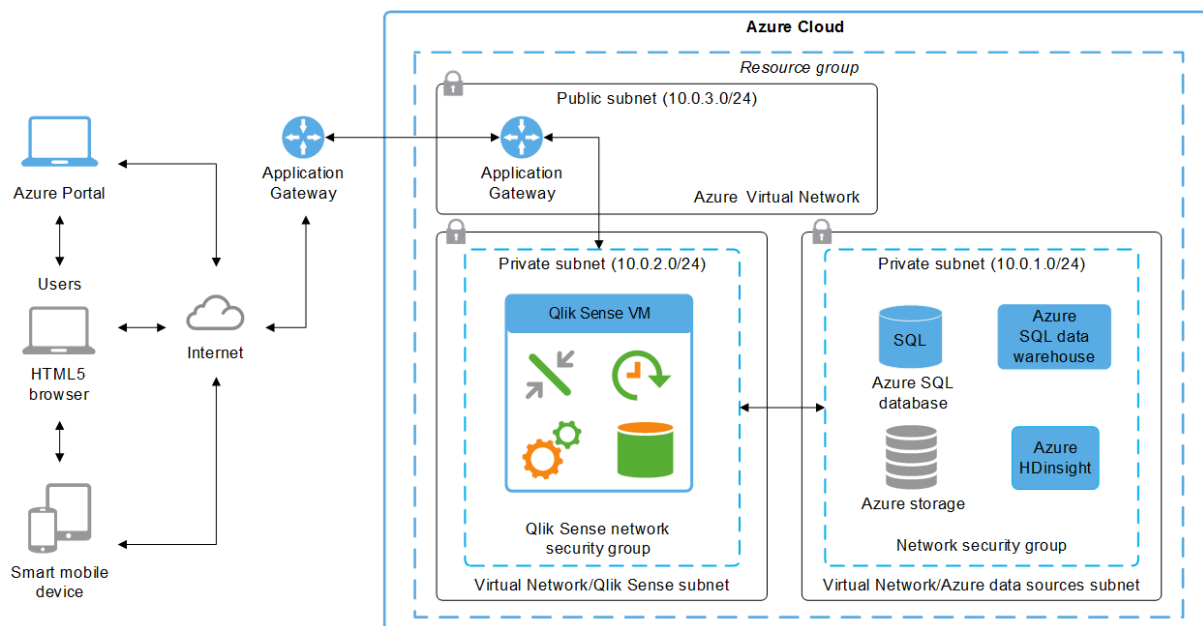 Azure Cloud
Resource group
Public subnet (10.0.3.0/24)
Application
Gateway
Azure Virtual Network
Application
Gateway
Azure Portal
Users
HTML5
browser
Internet
Smart mobile
device
Private subnet (10.0.2.0/24)
Qlik Sense VM
Qlik Sense network
security group
Virtual Network/Qlik Sense subnet
Private subnet (10.0.1.0/24)
SQL
Azure SQL
database
Azure
SQL data
warehouse
Azure storage
Azure
HDinsight
Network security group
Virtual Network/Azure data sources subnet